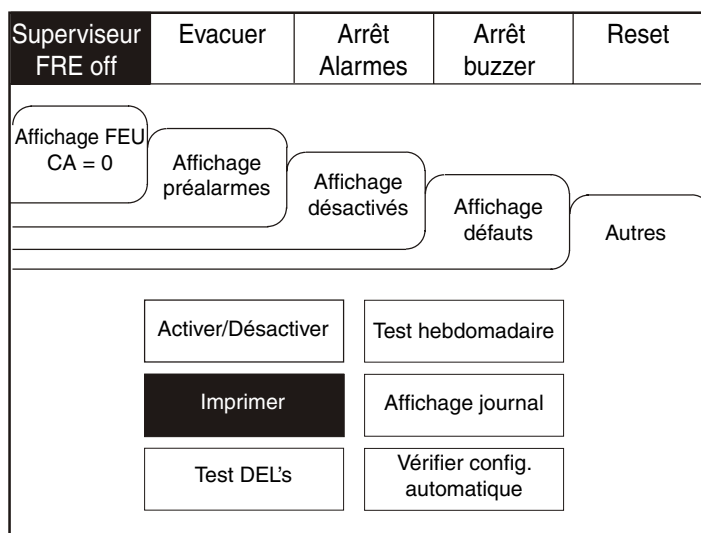 Superviseur
FRE off
Evacuer
Arrêt
Alarmes
Arrêt
buzzer
Reset
Affichage FEU
CA = 0
Affichage
préalarmes
Affichage
désactivés
Affichage
défauts
Autres
Activer/Désactiver
Test hebdomadaire
Imprimer
Affichage journal
Test DEL's
Vérifier config.
automatique